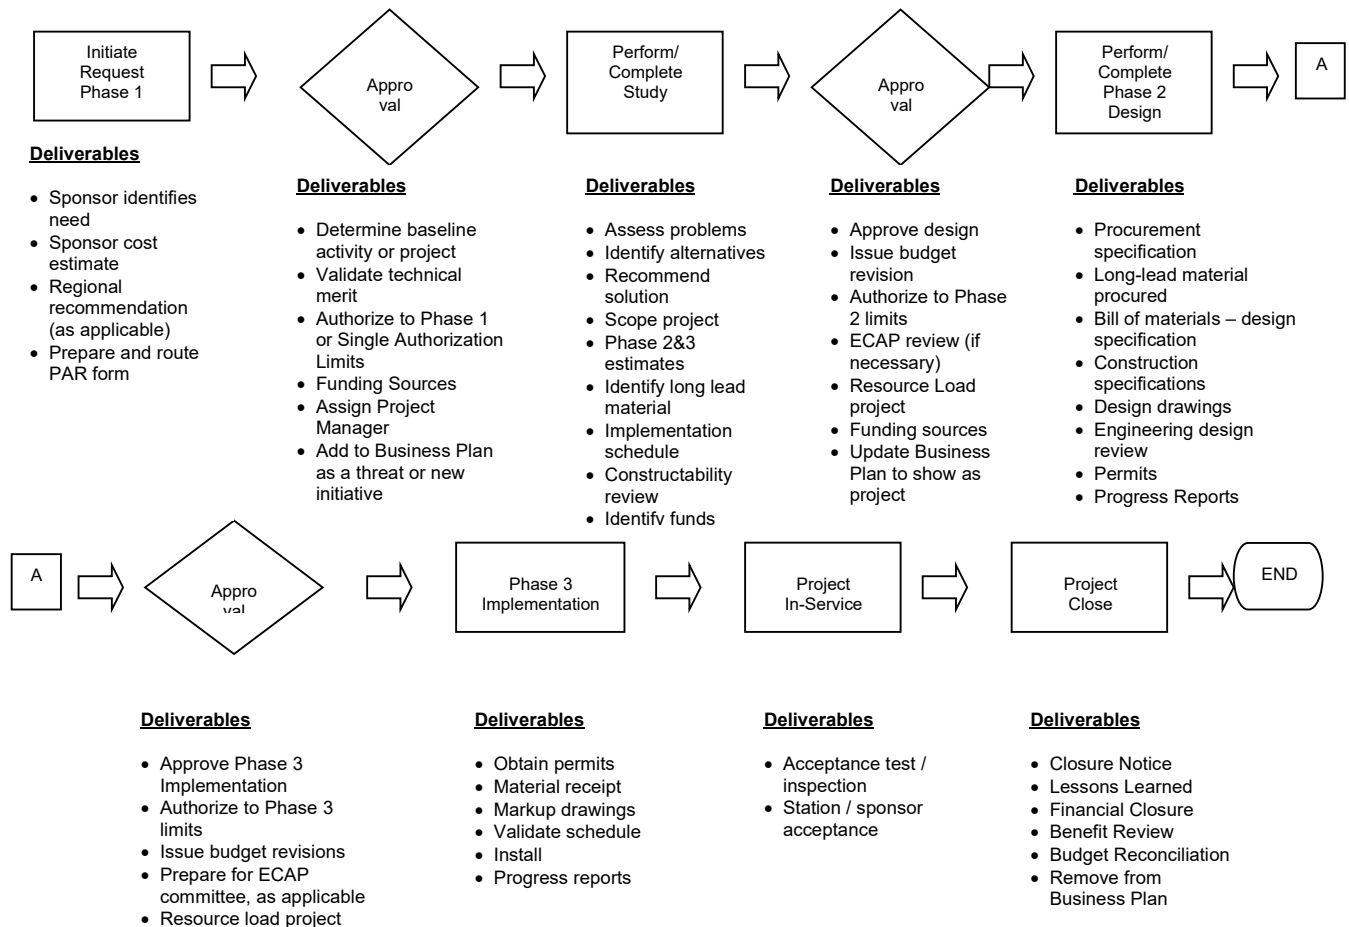 Initiate
Request
Phase 1
Appro
val
Perform/
Complete
Study
Appro
val
Perform/
Complete
Phase 2
Design
A
Deliverables
• Sponsor identifies
need
• Sponsor cost
estimate
• Regional
recommendation
(as applicable)
• Prepare and route
PAR form
Deliverables
• Determine baseline
activity or project
• Validate technical
merit
• Authorize to Phase 1
or Single Authorization
Limits
• Funding Sources
• Assign Project
Manager
• Add to Business Plan
as a threat or new
initiative
Deliverables
• Assess problems
• Identify alternatives
• Recommend
solution
• Scope project
• Phase 2&3
estimates
• Identify long lead
material
• Implementation
schedule
• Constructability
review
• Identify funds
Deliverables
• Approve design
• Issue budget
revision
• Authorize to Phase
2 limits
• ECAP review (if
necessary)
• Resource Load
project
• Funding sources
• Update Business
Plan to show as
project
Deliverables
• Procurement
specification
• Long-lead material
procured
• Bill of materials – design
specification
• Construction
specifications
• Design drawings
• Engineering design
review
• Permits
• Progress Reports
A
Appro
val
Phase 3
Implementation
Project
In-Service
Project
Close
END
Deliverables
• Approve Phase 3
Implementation
• Authorize to Phase 3
limits
• Issue budget revisions
• Prepare for ECAP
committee, as applicable
• Resource load project
Deliverables
• Obtain permits
• Material receipt
• Markup drawings
• Validate schedule
• Install
• Progress reports
Deliverables
• Acceptance test /
inspection
• Station / sponsor
acceptance
Deliverables
• Closure Notice
• Lessons Learned
• Financial Closure
• Benefit Review
• Budget Reconciliation
• Remove from
Business Plan